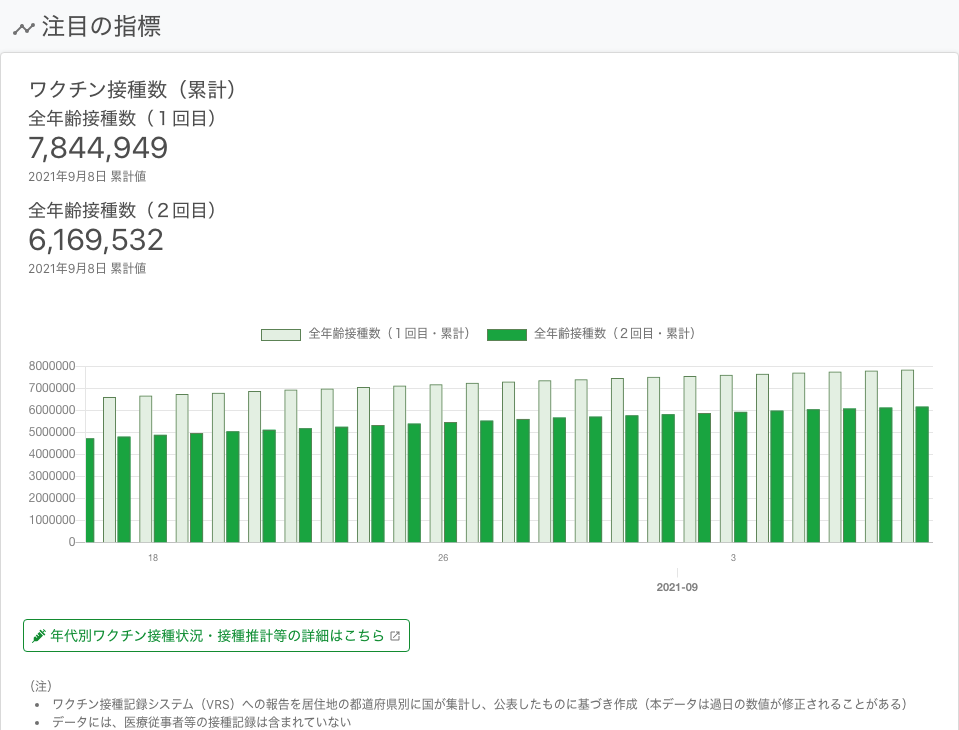 注目の指標
ワクチン接種数（累計）
全年齢接種数（１回目）
7,844,949
2021年9月8日 累計値
全年齢接種数（２回目）
6,169,532
2021年9月8日 累計値
全年齢接種数（１回目・累計） 全年齢接種数（２回目・累計）
8000000
7000000
6000000
5000000
4000000
3000000
2000000
1000000
0
18 26 3
2021-09
年代別ワクチン接種状況・接種推計等の詳細はこちら
（注）
• ワクチン接種記録システム（VRS）への報告を居住地の都道府県別に国が集計し、公表したものに基づき作成（本データは過日の数値が修正されることがある）
• データには、医療従事者等の接種記録は含まれていない